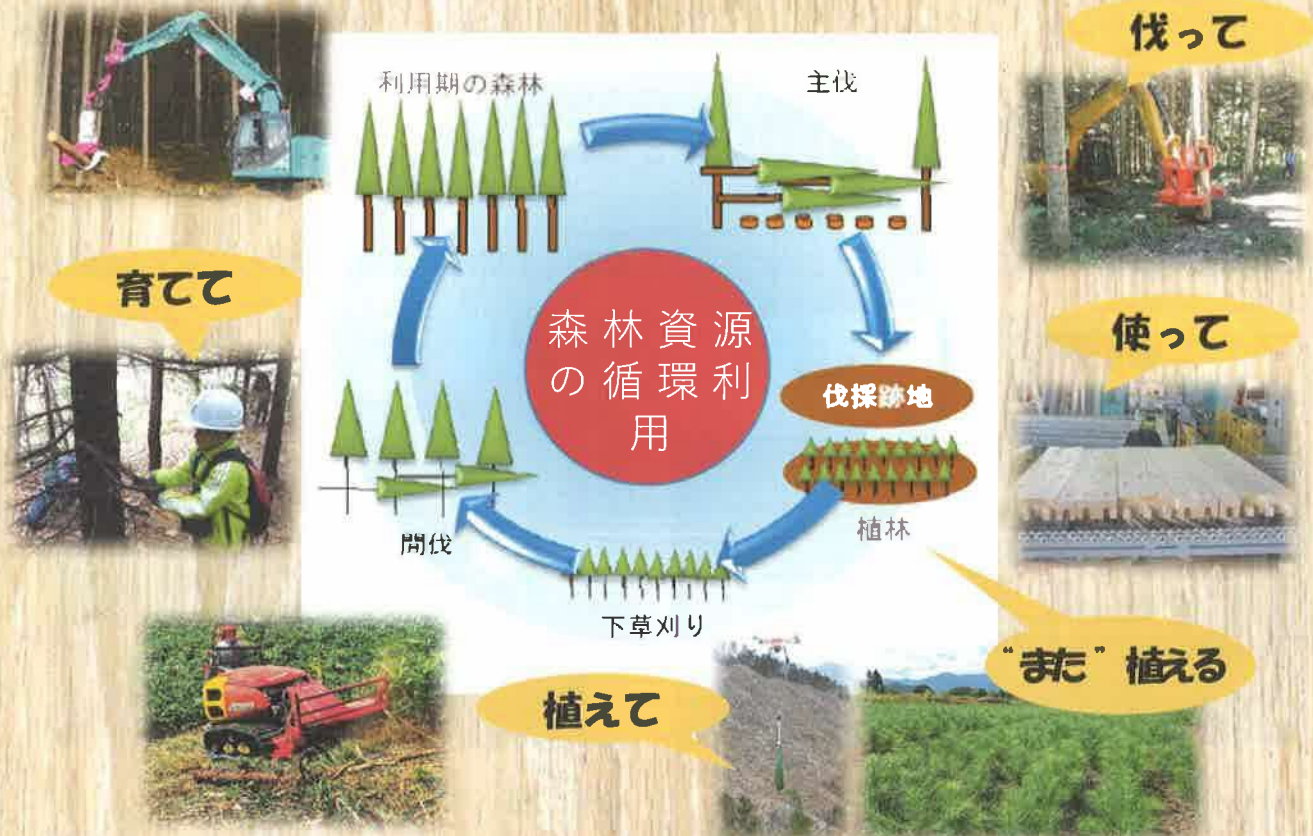 伐って
利用期の森林
主伐
育てて
使って
森林資源
の循環利
用
伐採跡地
植林
間伐
下草刈り
“また”植える
植えて